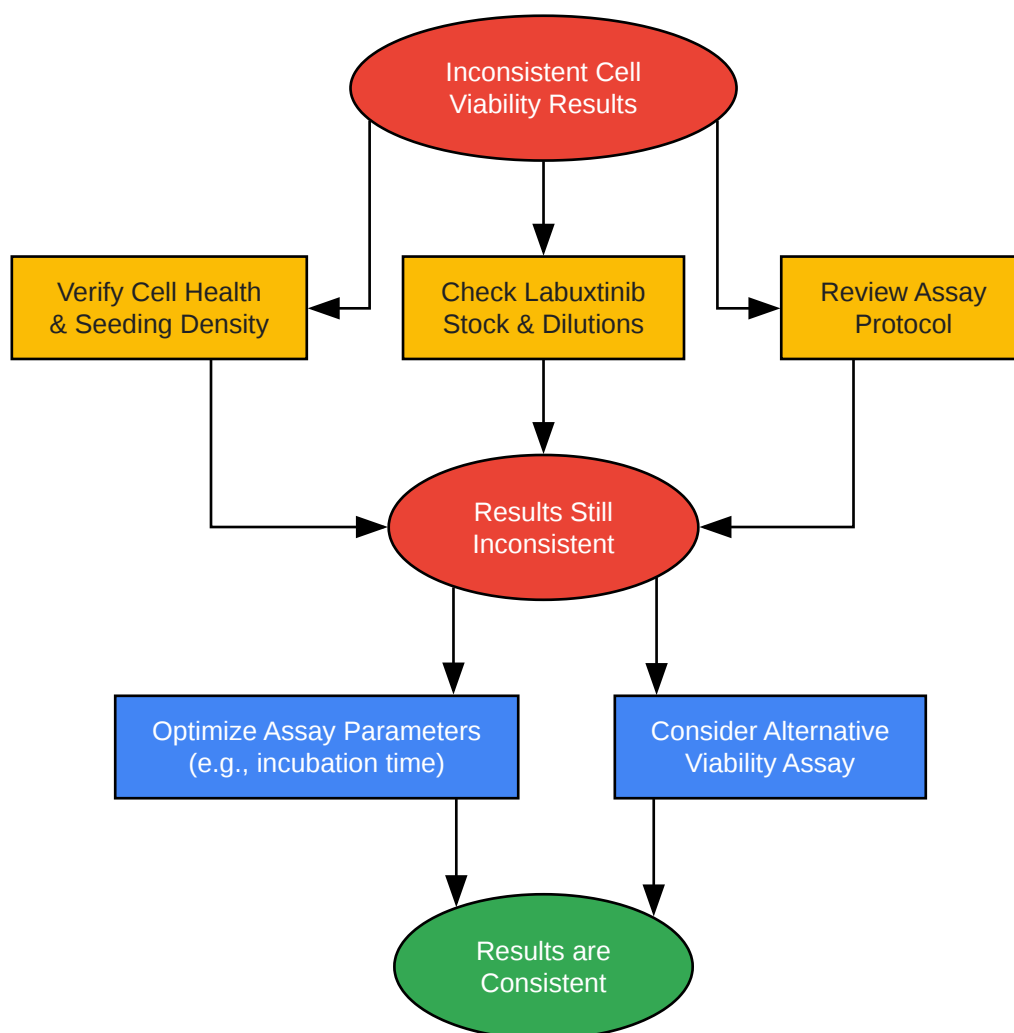 Inconsistent Cell
Viability Results
Verify Cell Health
& Seeding Density
Check Labuxtinib
Stock & Dilutions
Review Assay
Protocol
Results Still
Inconsistent
Optimize Assay Parameters
(e.g., incubation time)
Consider Alternative
Viability Assay
Results are
Consistent